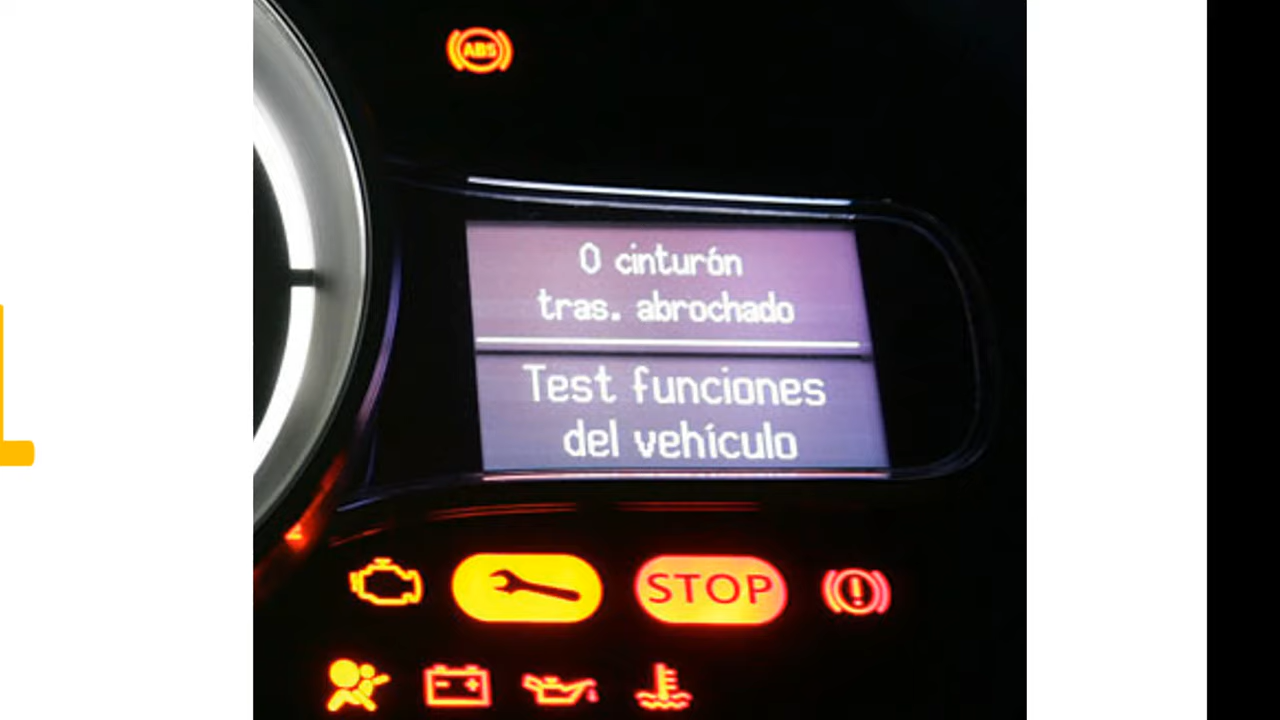 ABS
0 cinturón
tras. abrochado
Test funciones
del vehículo
STOP